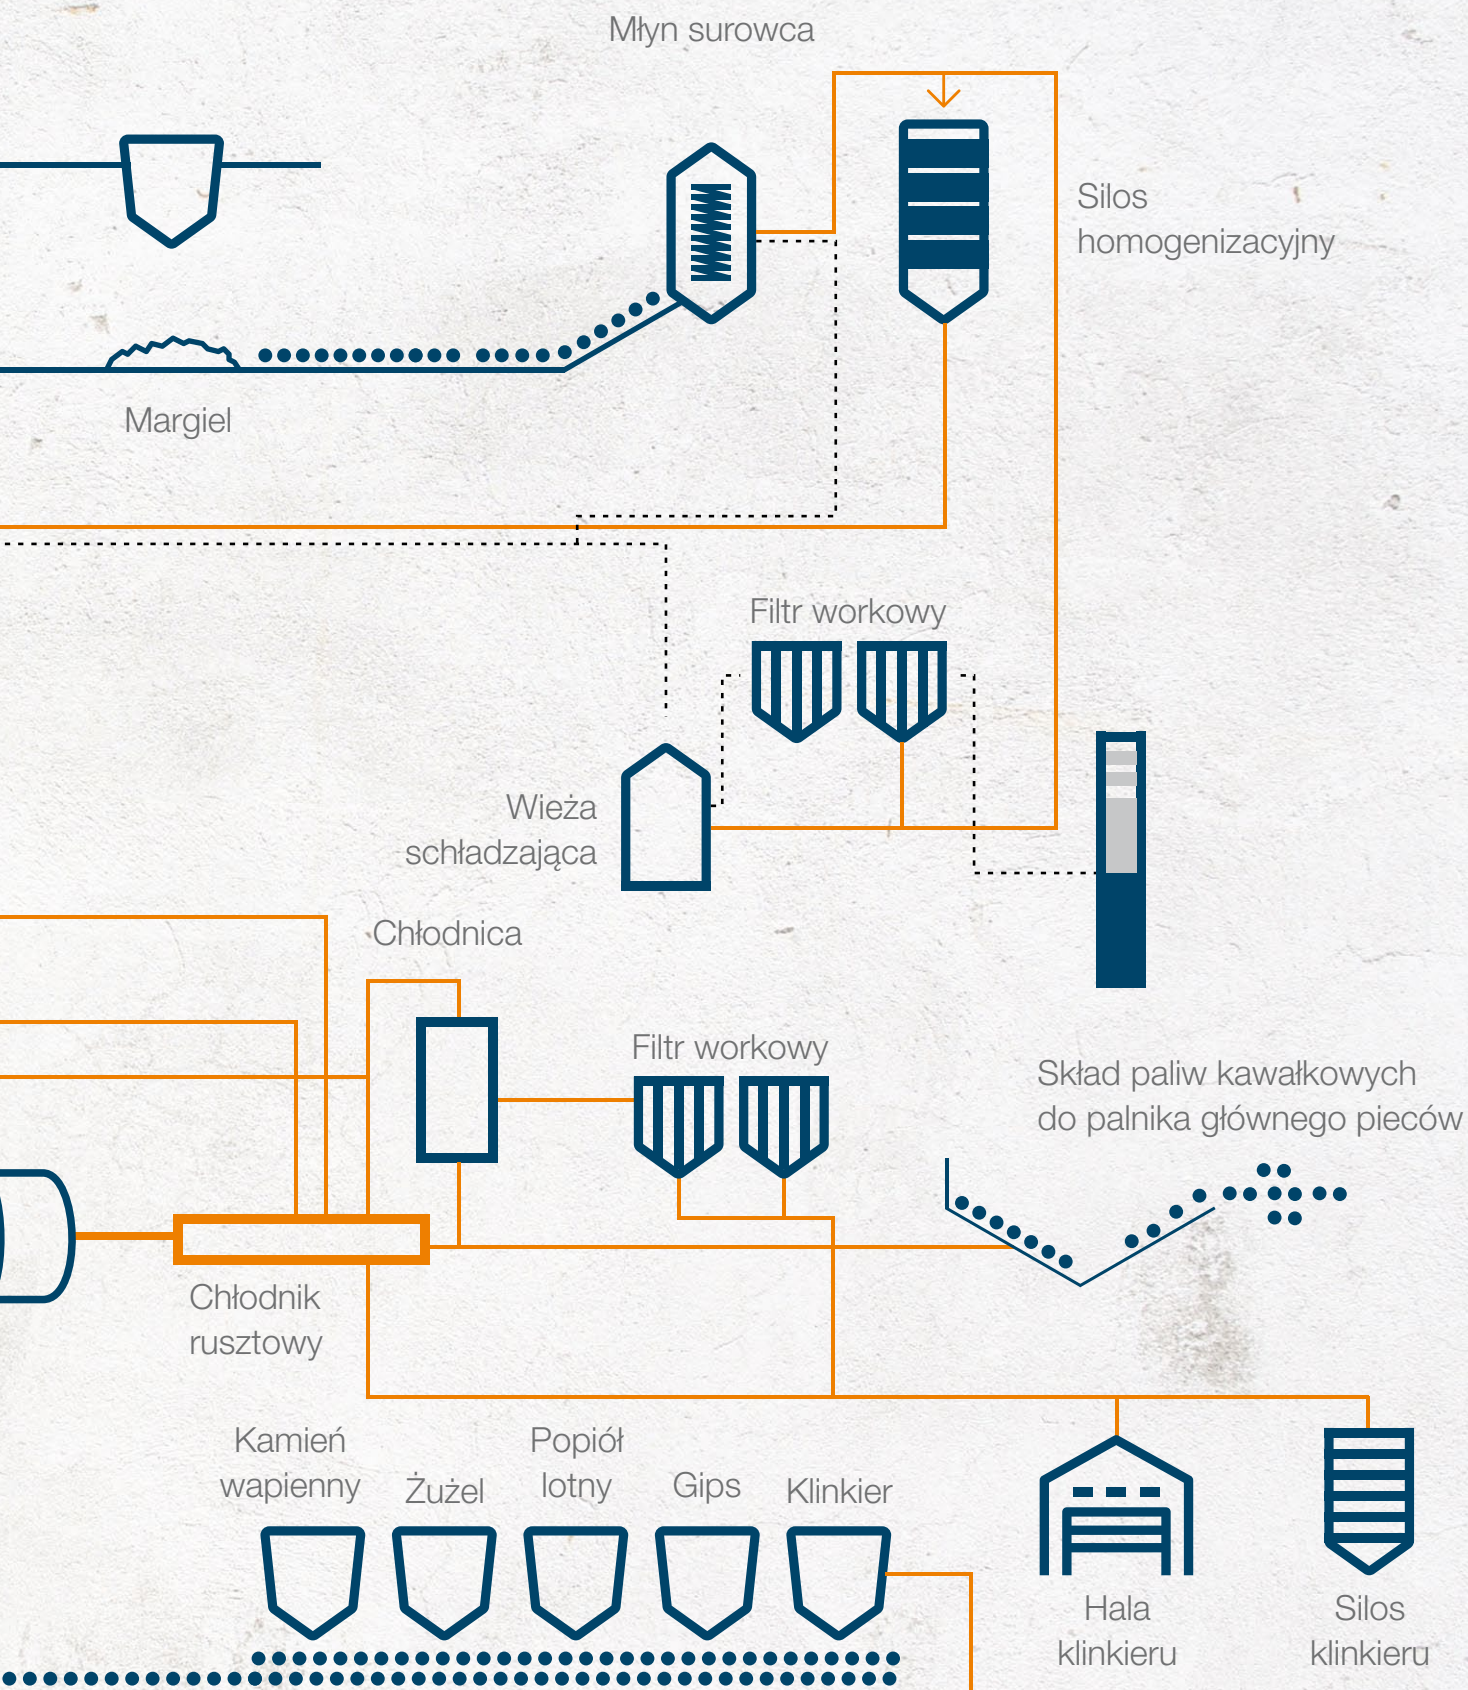 Młyn surowca
Silos
homogenizacyjny
Margiel
Filtr workowy
Wieża
schładzająca
Chłodnica
Filtr workowy
Skład paliw kawałkowych
do palnika głównego pieców
Chłodnik
rusztowy
Kamień
wapienny
Żużel
Popiół
lotny
Gips
Klinkier
Hala
klinkieru
Silos
klinkieru